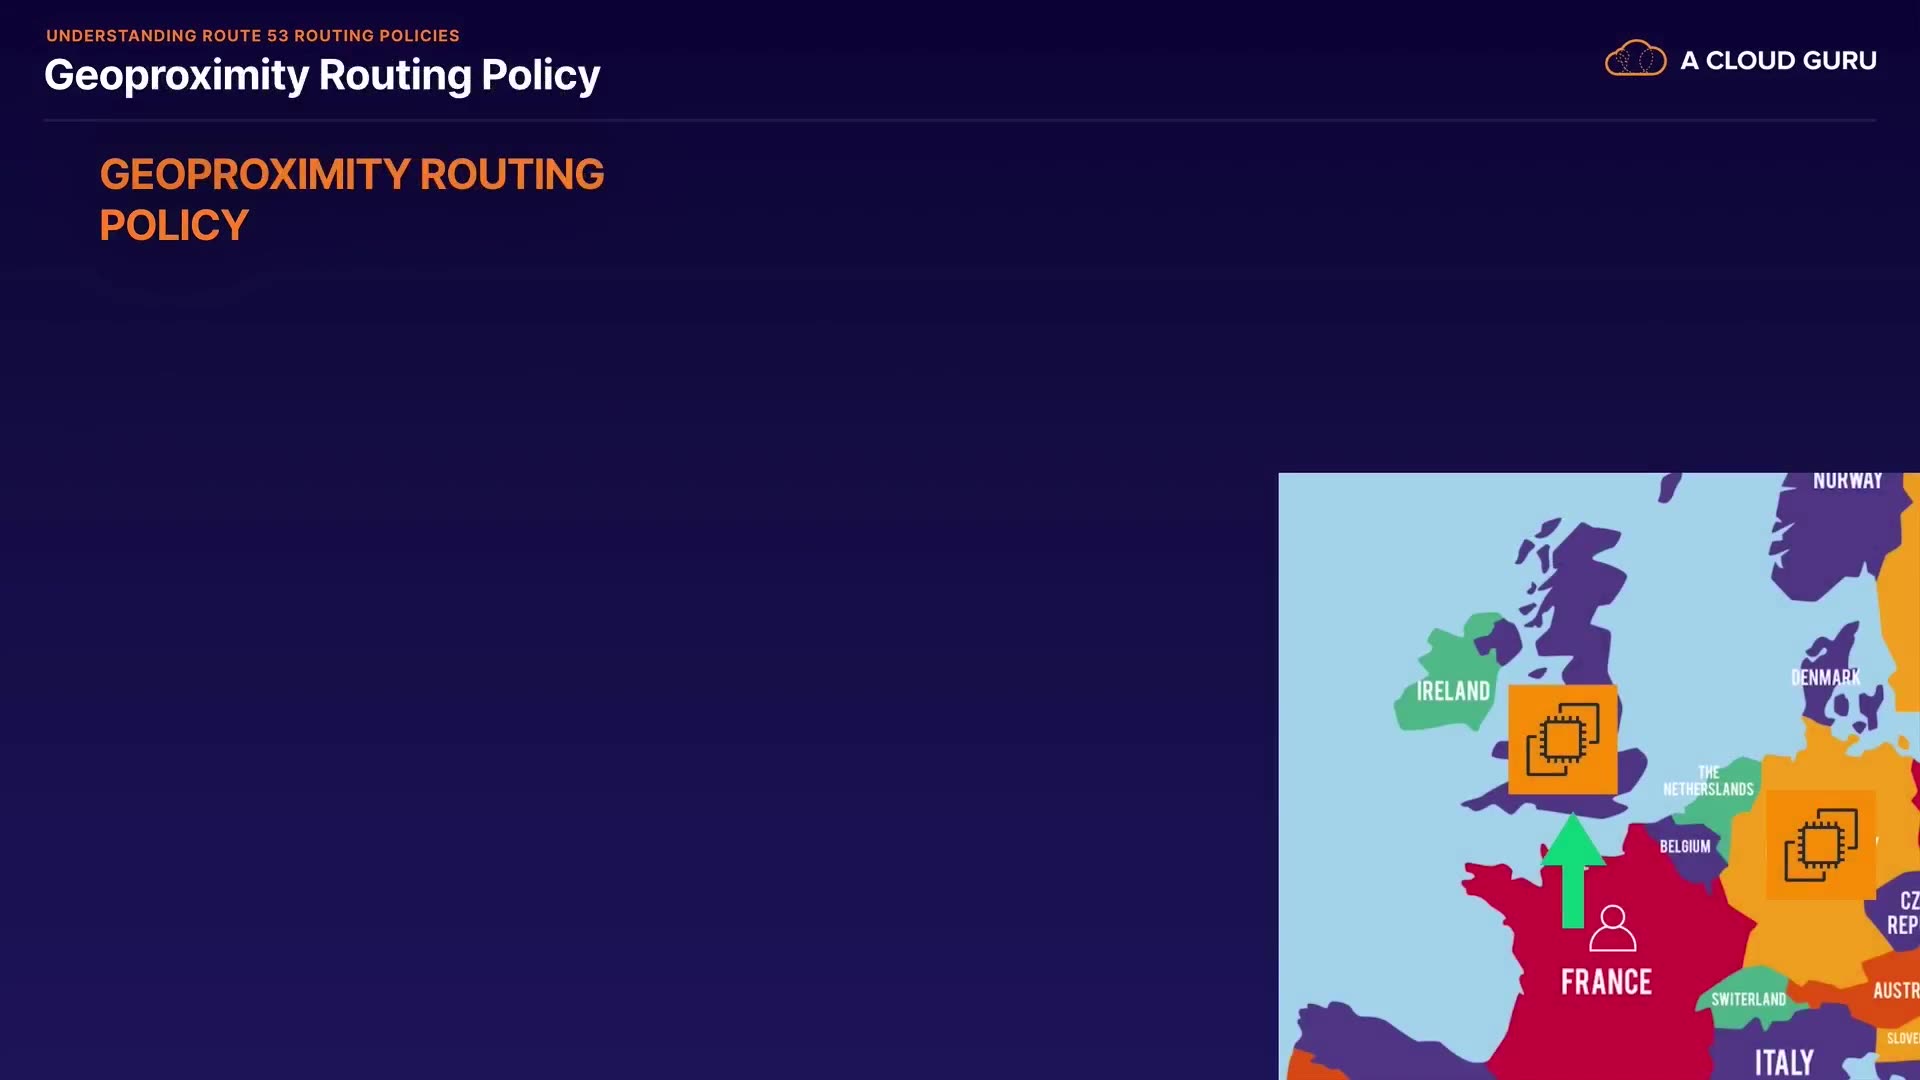 UNDERSTANDING ROUTE 53 ROUTING POLICIES
Geoproximity Routing Policy
A CLOUD GURU
GEOPROXIMITY ROUTING
POLICY
NORWAY
IRELAND
DENMARK
THE
NETHERSLANDS
BELGIUM
CZ
REP
FRANCE
SWITERLAND
AUSTR
SLOVE
ITALY